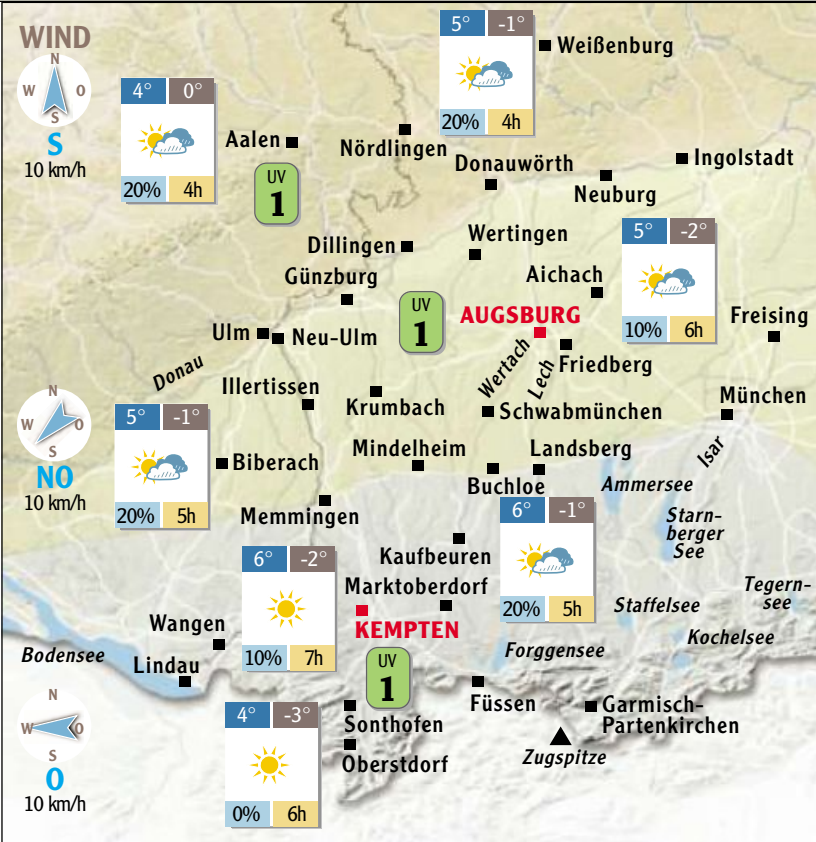 WIND
N
W O
S
S
10 km/h
4° 0°
20% 4h
5° -1°
20% 4h
Weißenburg
Aalen
Nördlingen
Donauwörth
Ingolstadt
Neuburg
UV
1
Dillingen
Wertingen
Günzburg
Aichach
5° -2°
10% 6h
UV
1
AUGSBURG
Freising
Ulm
Neu-Ulm
Friedberg
Donau
Wertach
Lech
Illertissen
Krumbach
Schwabmünchen
München
Isar
N
W O
S
NO
10 km/h
5° -1°
20% 5h
Biberach
Mindelheim
Landsberg
Buchloe
Ammersee
Memmingen
6° -1°
20% 5h
Starn-
berger
See
Kaufbeuren
6° -2°
10% 7h
Marktoberdorf
KEMPTEN
Staffelsee
Tegern-
see
Kochelsee
Wangen
Bodensee
Lindau
Forggensee
UV
1
Füssen
Garmisch-
Partenkirchen
Zugspitze
N
W O
S
O
10 km/h
4° -3°
0% 6h
Sonthofen
Oberstdorf